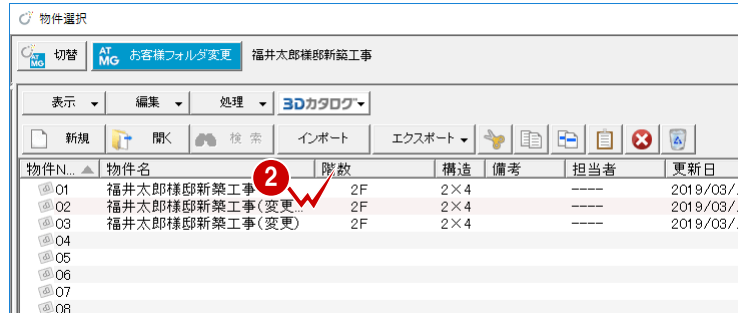 物件選択
切替 AT MG お客様フォルダ変更 福井太郎様邸新築工事
表示 編集 処理 3Dカタログ
新規 開く 検索 インポート エクスポート
物件N... 物件名 階数 構造 備考 担当者 更新日
01 福井太郎様邸新築工事 2F 2×4 ---- 2019/03/
2
02 福井太郎様邸新築工事(変更... 2F 2×4 ---- 2019/03/
03 福井太郎様邸新築工事(変更) 2F 2×4 ---- 2019/03/
04
05
06
07
08